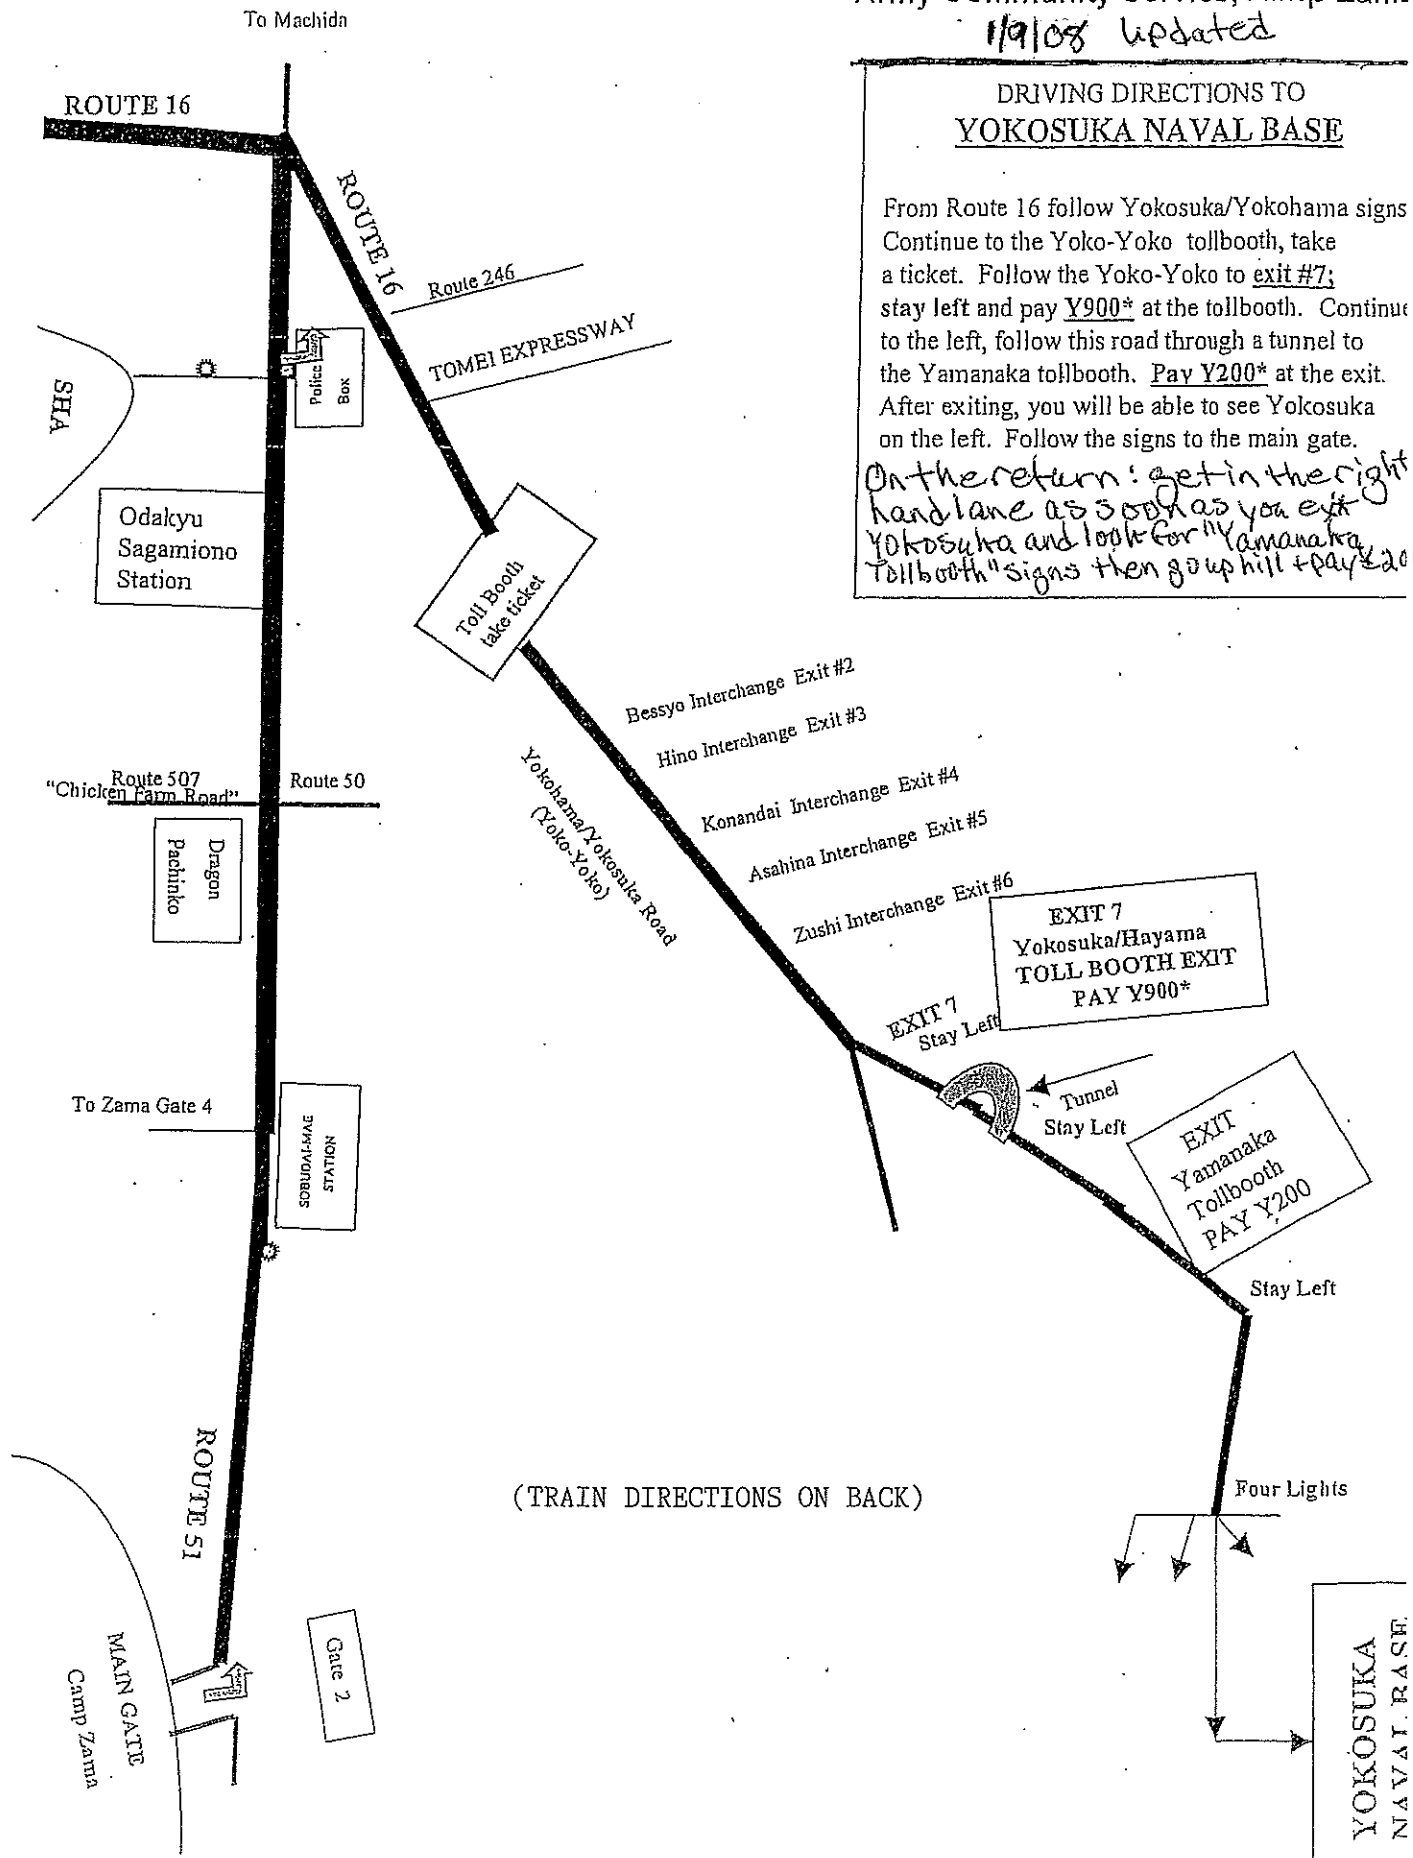 To Machida
1/9/08 updated
DRIVING DIRECTIONS TO
YOKOSUKA NAVAL BASE
From Route 16 follow Yokosuka/Yokohama signs
Continue to the Yoko-Yoko tollbooth, take
a ticket. Follow the Yoko-Yoko to exit #7;
stay left and pay Y900* at the tollbooth. Continue
to the left, follow this road through a tunnel to
the Yamanaka tollbooth. Pay Y200* at the exit.
After exiting, you will be able to see Yokosuka
on the left. Follow the signs to the main gate.
On the return: get in the right
hand lane as soon as you exit
Yokosuka and look for "Yamanaka
Tollbooth" signs then go up hill + pay
ROUTE 16
ROUTE 16
Route 246
TOMEI EXPRESSWAY
Police
Box
SHA
Odakyu
Sagamiono
Station
Toll Booth
take ticket
Bessyo Interchange Exit #2
Hino Interchange Exit #3
Konandai Interchange Exit #4
Asahina Interchange Exit #5
Zushi Interchange Exit #6
Yokohama/Yokosuka Road
(Yoko-Yoko)
Route 507
"Chicken Farm Road"
Route 50
Dragon
Pachinko
EXIT 7
Yokosuka/Hayama
TOLL BOOTH EXIT
PAY Y900*
EXIT 7
Stay Left
Tunnel
Stay Left
To Zama Gate 4
SOBUDAI-MAE
STATION
EXIT
Yamanaka
Tollbooth
PAY Y200
Stay Left
ROUTE 51
(TRAIN DIRECTIONS ON BACK)
Four Lights
Gate 2
MAIN GATE
Camp Zama
YOKOSUKA
NAVAL BASE